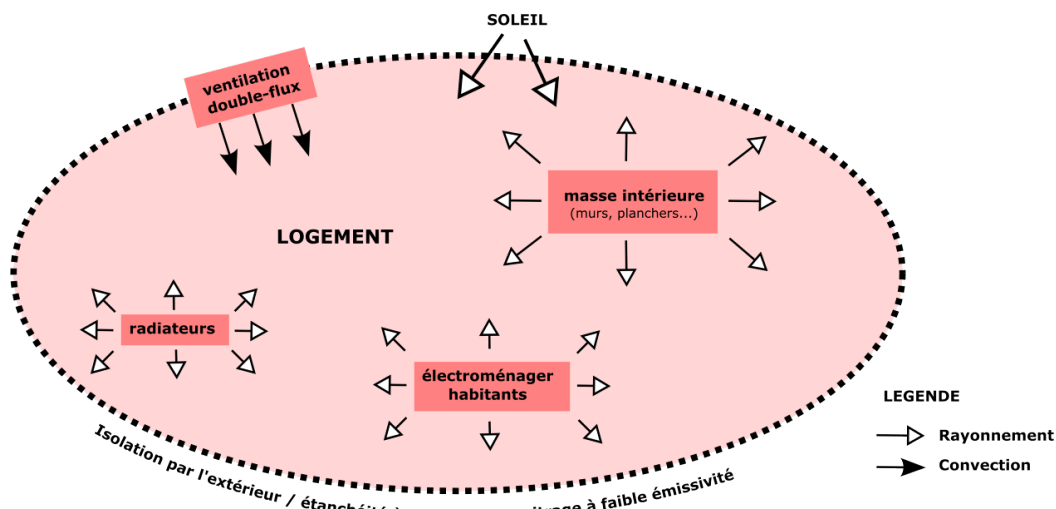 SOLEIL
ventilation
double-flux
masse intérieure
(murs, planchers...)
LOGEMENT
radiateurs
électroménager
habitants
LEGENDE
Rayonnement
Convection
Isolation par l'extérieur / à faible émissivité